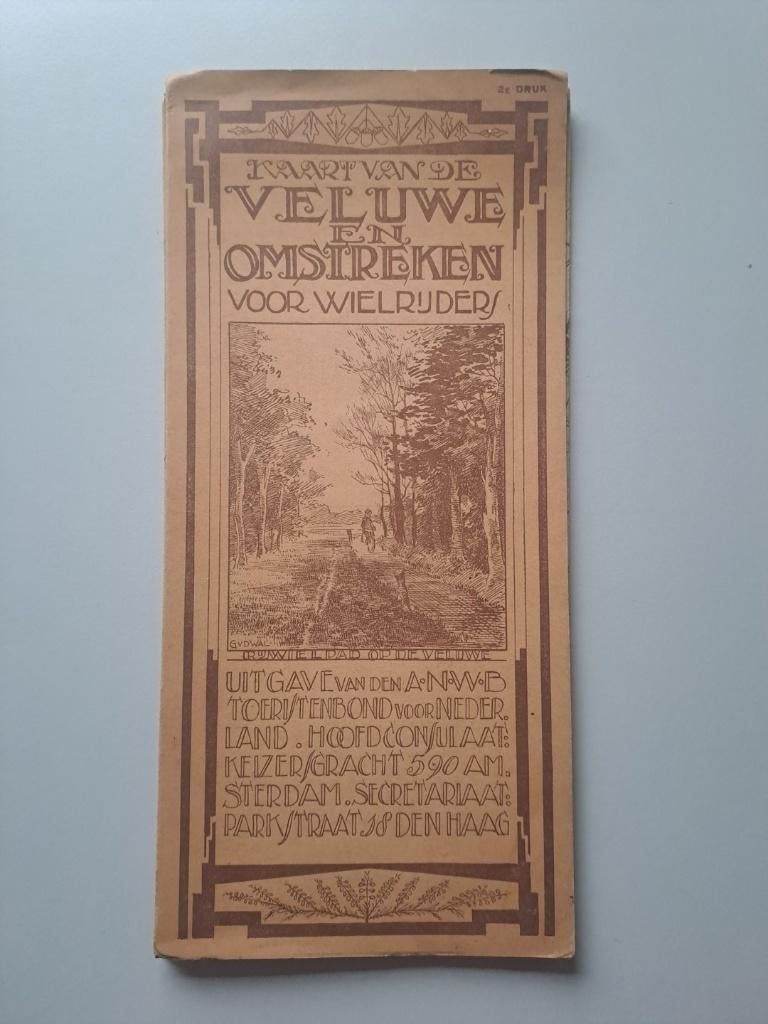 2E DRUK
KAART VAN DE
VELUWE
EN
OMSTREKEN
VOOR WIELRIJDERS
G.V.D.WAL
RIJWIELPAD OP DE VELUWE
UITGAVE VAN DEN A·N·W·B
TOERISTENBOND VOOR NEDER.
LAND. HOOFDCONSULAAT:
KEIZERSGRACHT 590 AM.
STERDAM. SECRETARIAAT:
PARKSTRAAT 18 DEN HAAG